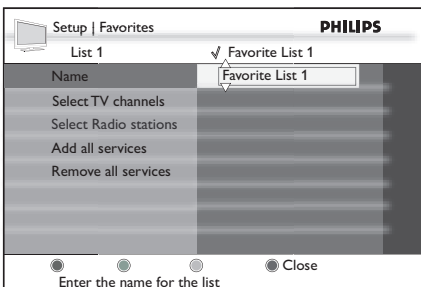 Setup | Favorites PHILIPS
List 1 √ Favorite List 1
Name Favorite List 1
Select TV channels
Select Radio stations
Add all services
Remove all services
Close
Enter the name for the list